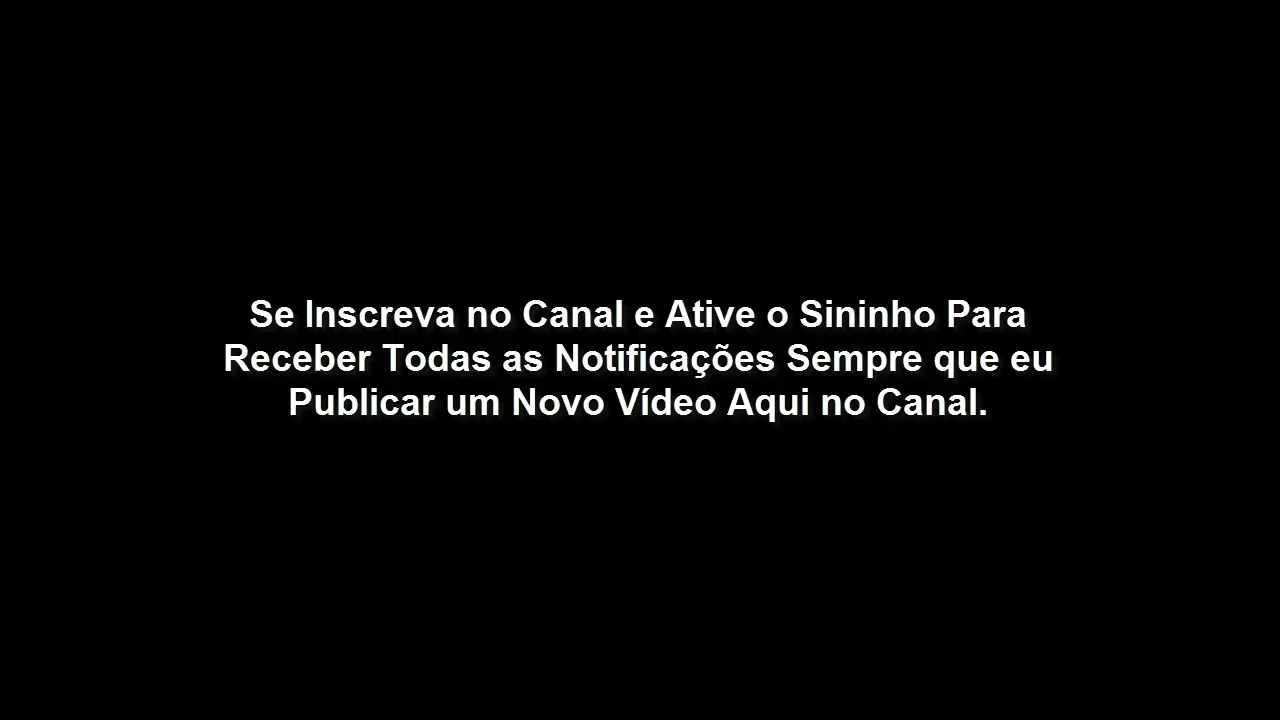 Se Inscreva no Canal e Ative o Sininho Para
Receber Todas as Notificações Sempre que eu
Publicar um Novo Vídeo Aqui no Canal.